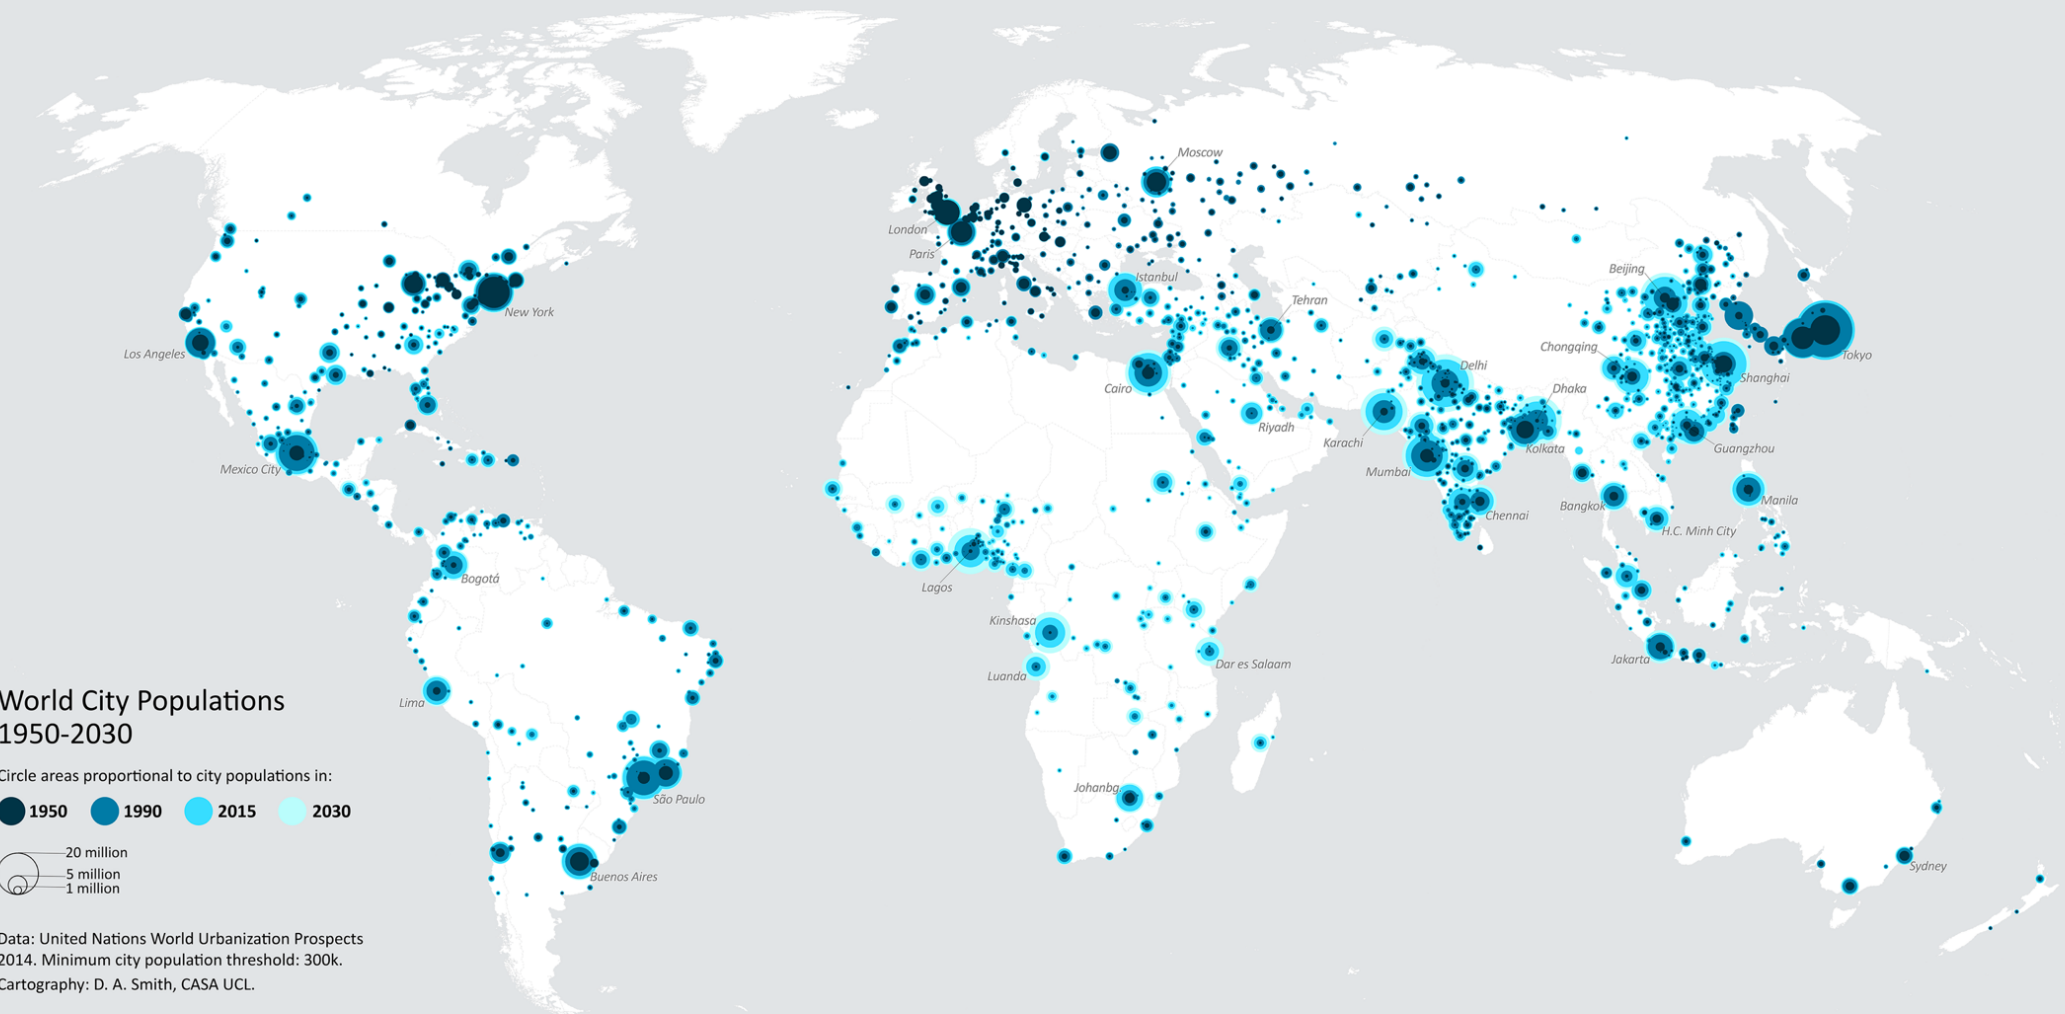 Moscow
London
Paris
Istanbul
Beijing
Tehran
New York
Los Angeles
Chongqing
Tokyo
Delhi
Shanghai
Cairo
Dhaka
Riyadh
Karachi
Kolkata
Guangzhou
Mexico City
Mumbai
Bangkok
Manila
Chennai
H.C. Minh City
Bogotá
Lagos
Kinshasa
Jakarta
Dar es Salaam
Luanda
Lima
World City Populations
1950-2030
Circle areas proportional to city populations in:
1950 1990 2015 2030
Johanbg.
São Paulo
20 million
5 million
1 million
Buenos Aires
Sydney
Data: United Nations World Urbanization Prospects
2014. Minimum city population threshold: 300k.
Cartography: D. A. Smith, CASA UCL.